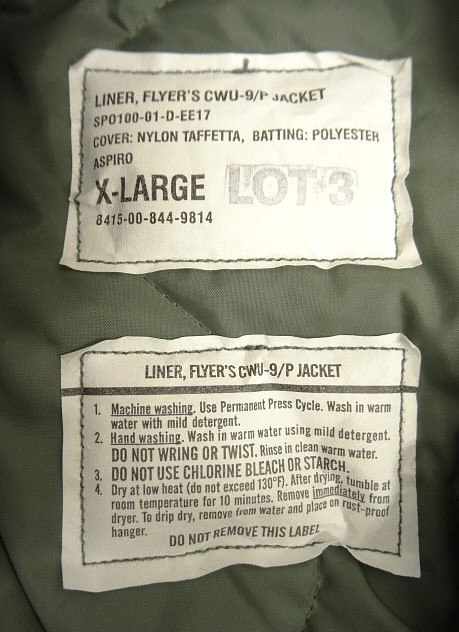 LINER, FLYER'S CWU-9/P JACKET
SPO100-01-D-EE17
COVER: NYLON TAFFETTA, BATTING: POLYESTER
ASPIRO
X-LARGE LOT 3
8415-00-844-9814
LINER, FLYER'S CWU-9/P JACKET
1. Machine washing. Use Permanent Press Cycle. Wash in warm
water with mild detergent.
2. Hand washing. Wash in warm water using mild detergent.
DO NOT WRING OR TWIST. Rinse in clean warm water.
3. DO NOT USE CHLORINE BLEACH OR STARCH.
4. Dry at low heat (do not exceed 130°F). After drying, tumble at
room temperature for 10 minutes. Remove immediately from
dryer. To drip dry, remove from water and place on rust-proof
hanger.
DO NOT REMOVE THIS LABEL